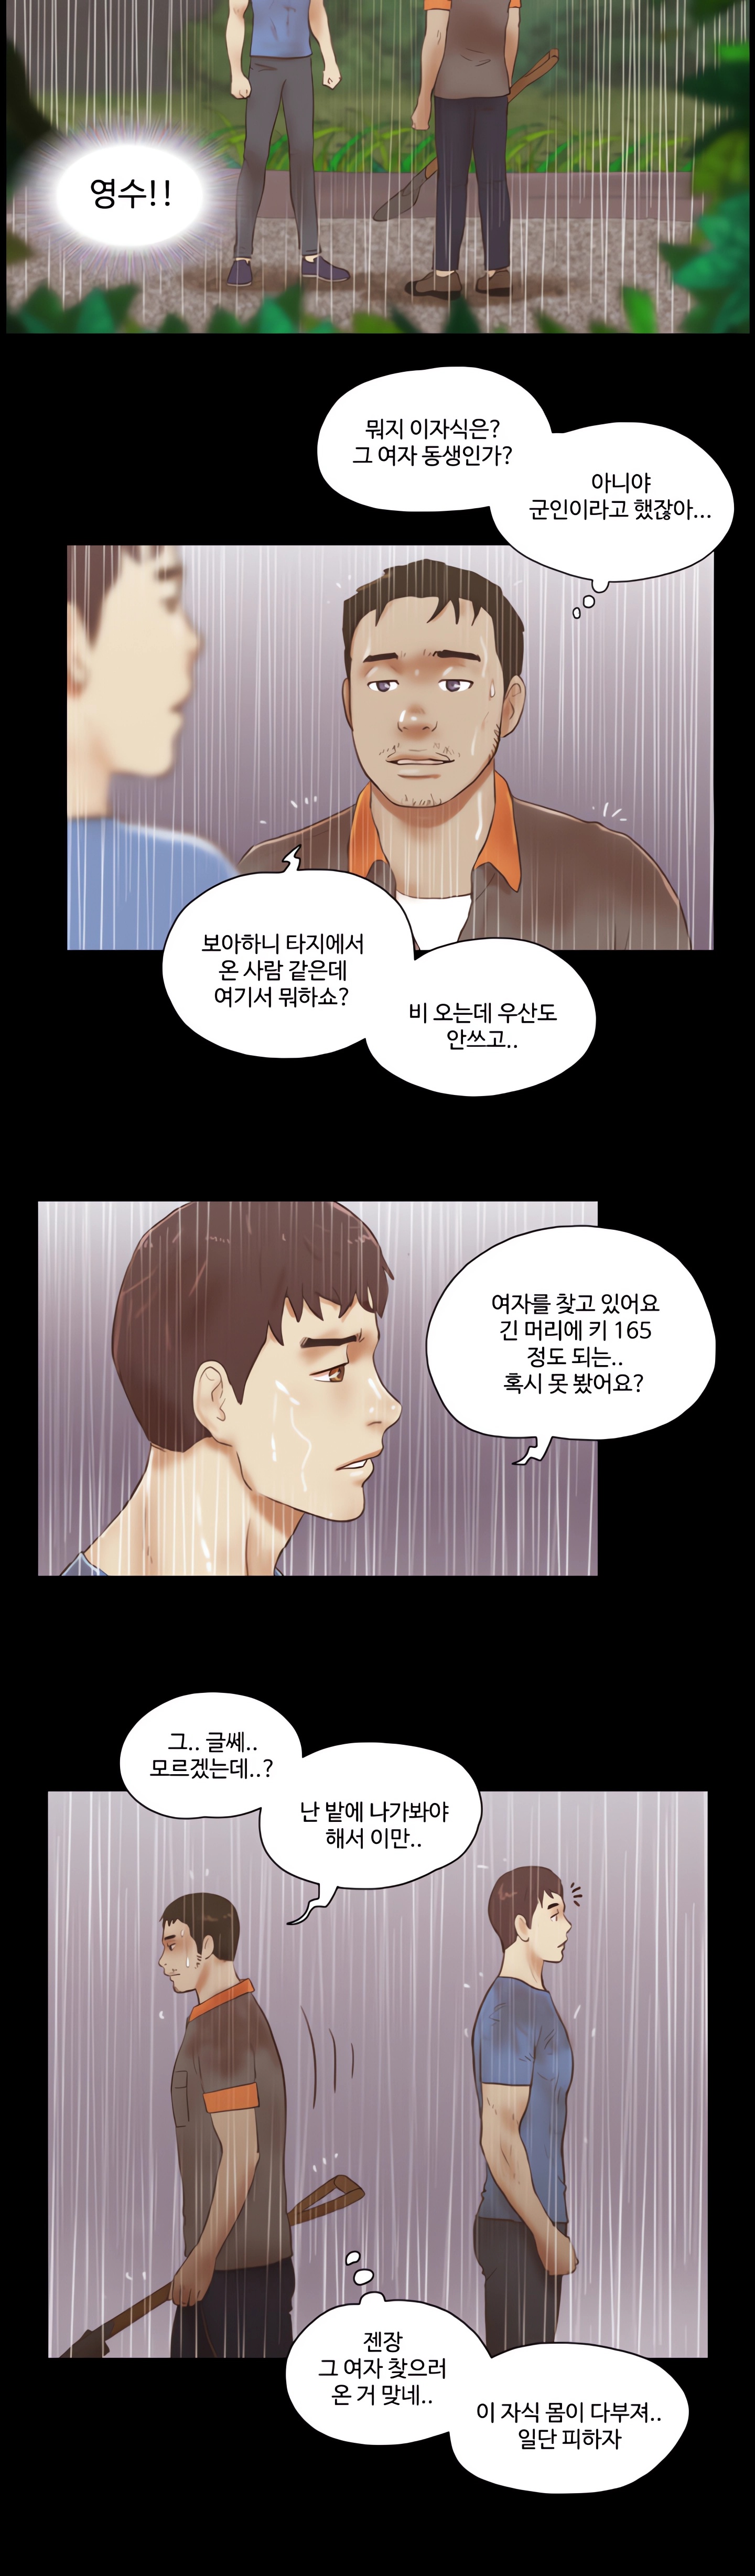 영수!!
뭐지 이자식은?
그 여자 동생인가?
아니야
군인이라고 했잖아...
보아하니 타지에서
온 사람 같은데
여기서 뭐하쇼?
비 오는데 우산도
안쓰고..
여자를 찾고 있어요
긴 머리에 키 165
정도 되는..
혹시 못 봤어요?
그.. 글쎄..
모르겠는데..?
난 밭에 나가봐야
해서 이만..
젠장
그 여자 찾으러
온 거 맞네..
이 자식 몸이 다부져..
일단 피하자